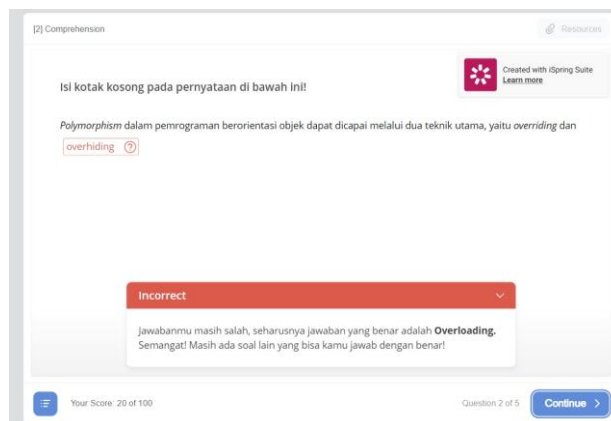 [2] Comprehension
Resources
Created with iSpring Suite
Learn more
Isi kotak kosong pada pernyataan di bawah ini!
Polymorphism dalam pemrograman berorientasi objek dapat dicapai melalui dua teknik utama, yaitu overriding dan
overhiding ?
Incorrect
Jawabanmu masih salah, seharusnya jawaban yang benar adalah Overloading.
Semangat! Masih ada soal lain yang bisa kamu jawab dengan benar!
Your Score: 20 of 100
Question 2 of 5
Continue